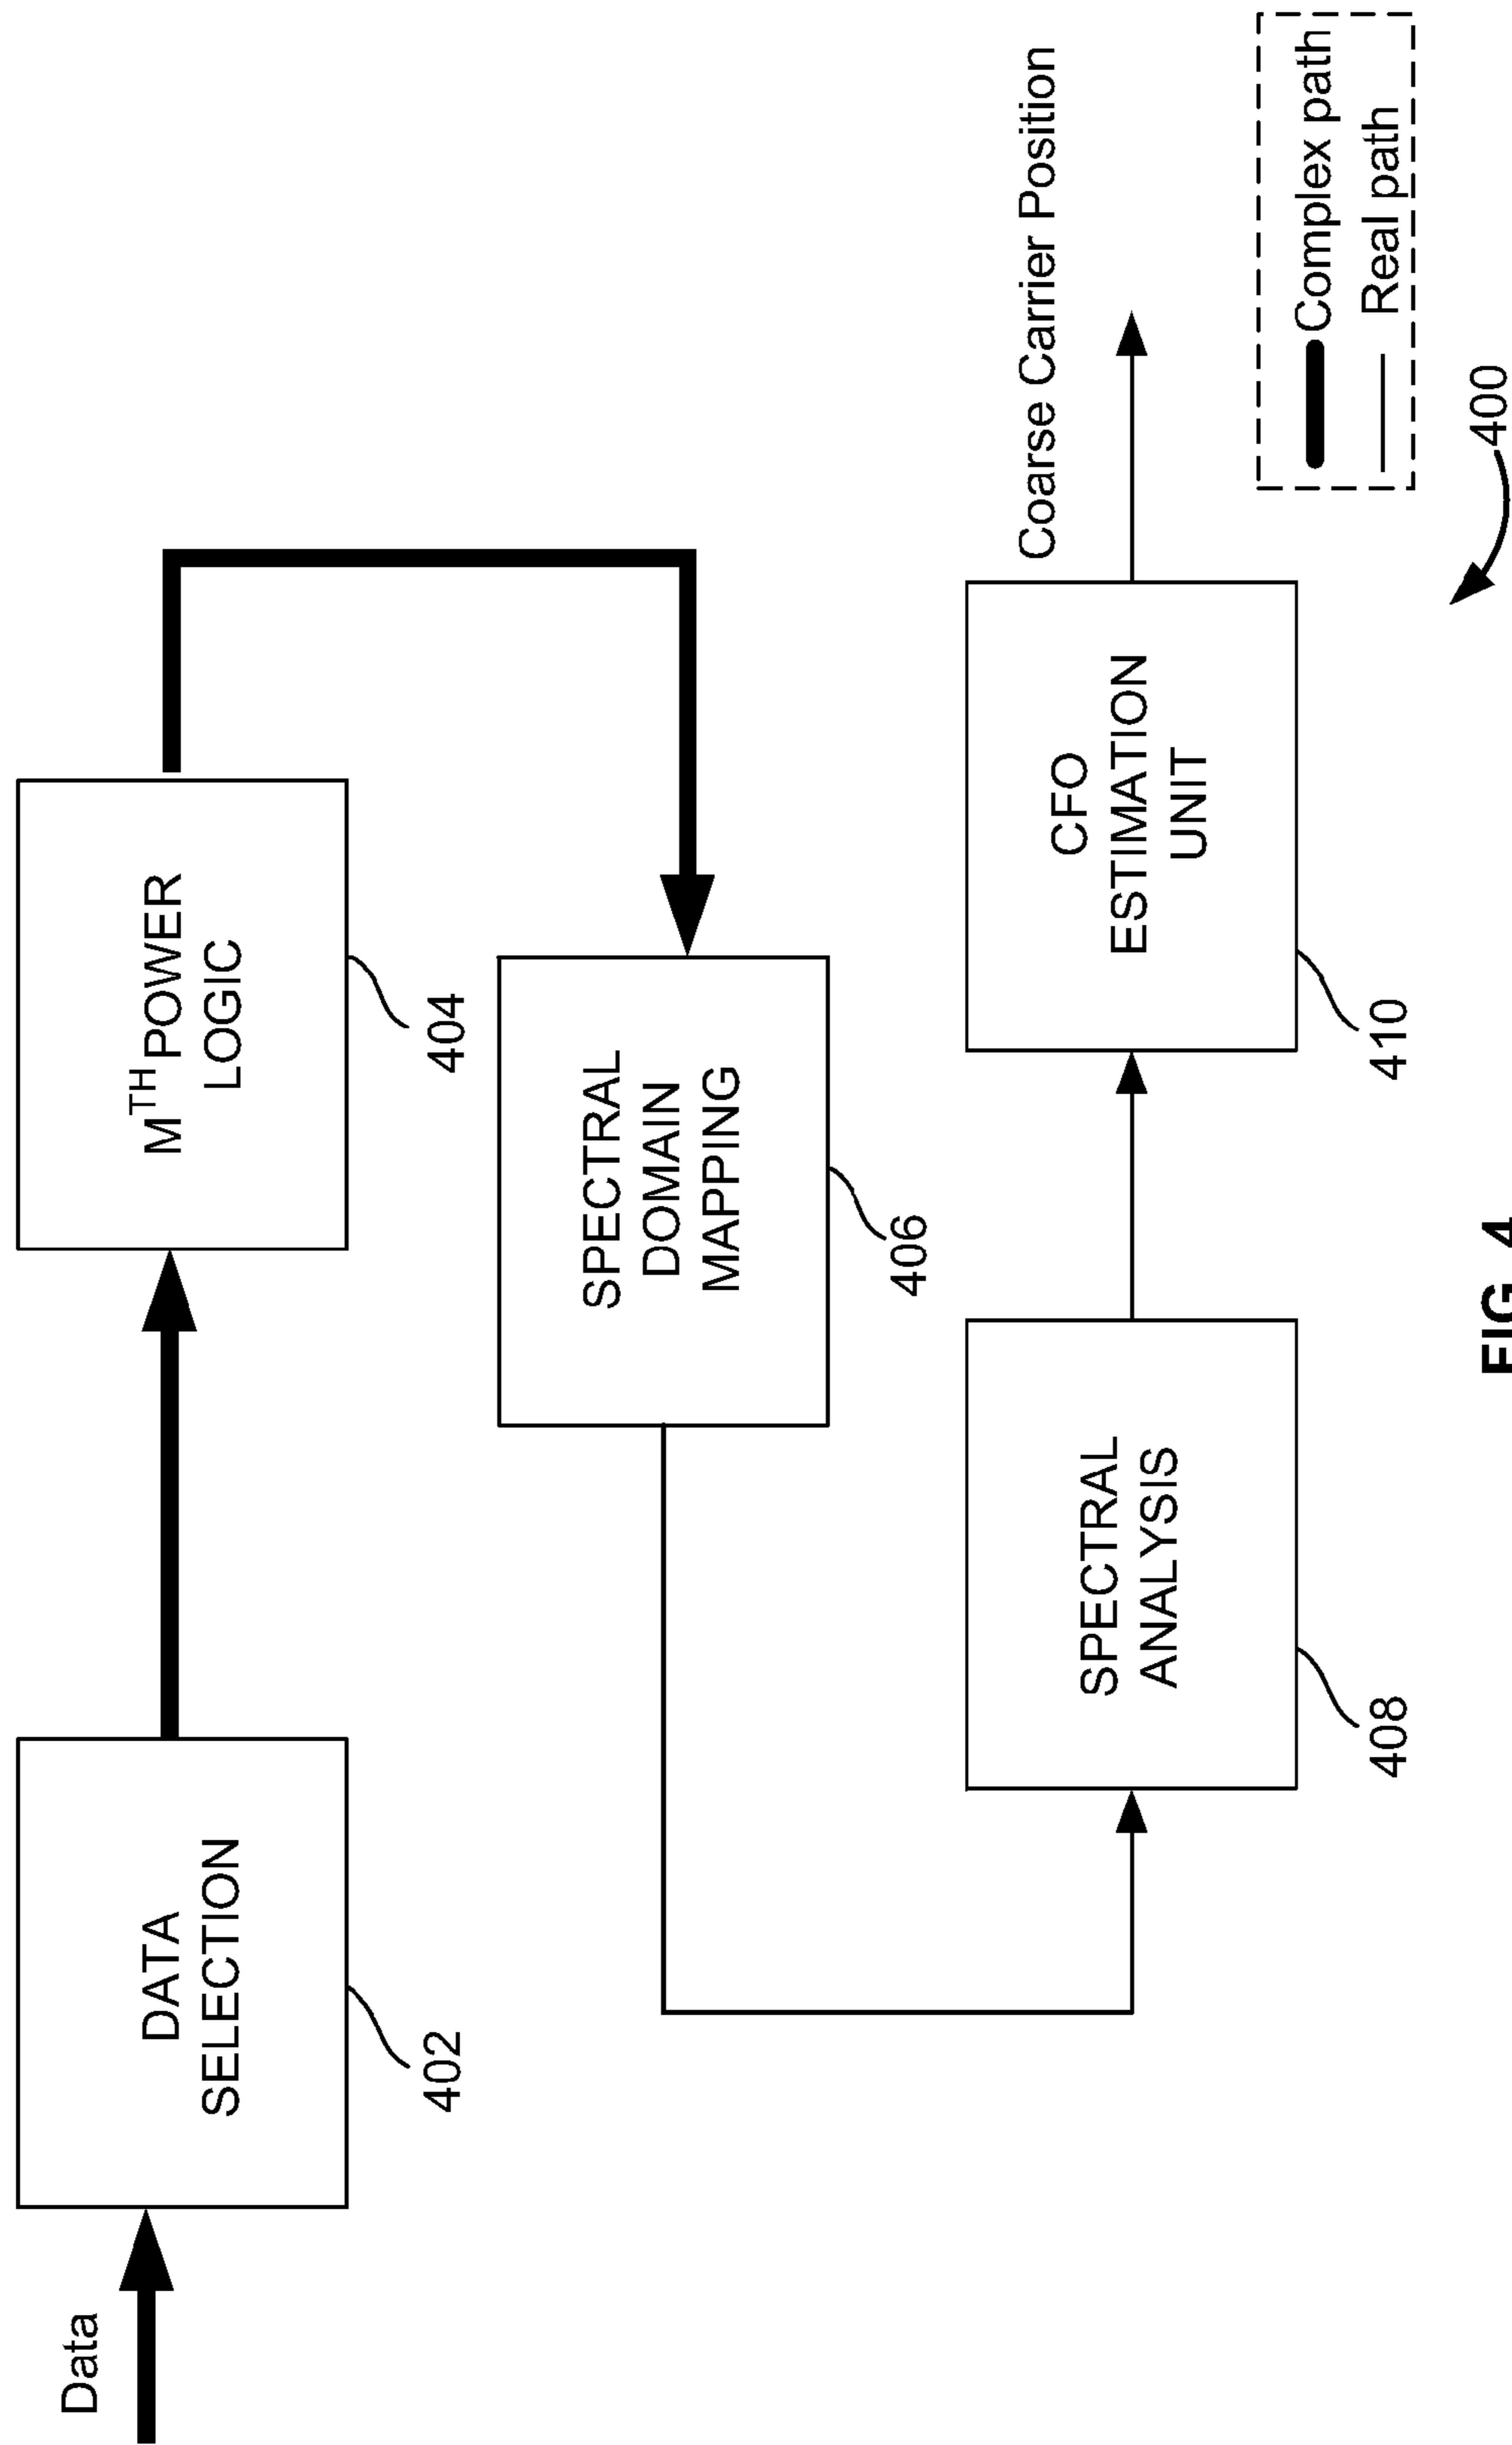 Data
DATA
SELECTION
402
M^TH POWER
LOGIC
404
SPECTRAL
DOMAIN
MAPPING
406
SPECTRAL
ANALYSIS
408
CFO
ESTIMATION
UNIT
410
Coarse Carrier Position
Complex path
Real path
400
FIG. 4